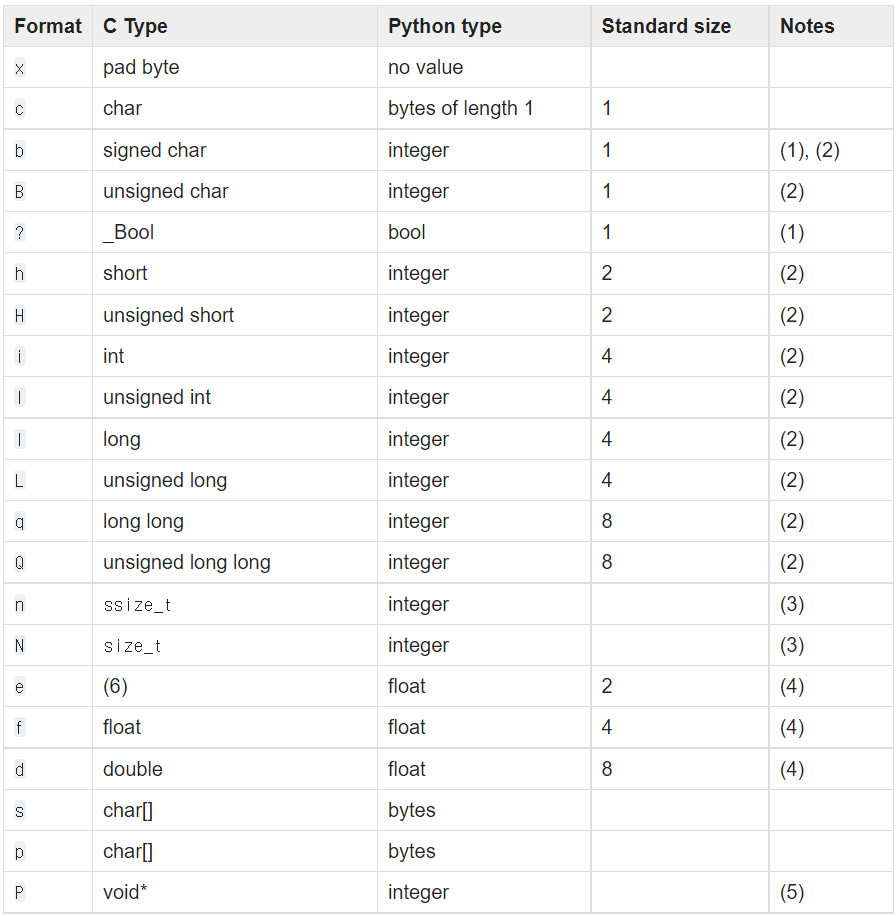 Format C Type Python type Standard size Notes
x pad byte no value
c char bytes of length 1 1
b signed char integer 1 (1), (2)
B unsigned char integer 1 (2)
? _Bool bool 1 (1)
h short integer 2 (2)
H unsigned short integer 2 (2)
i int integer 4 (2)
I unsigned int integer 4 (2)
l long integer 4 (2)
L unsigned long integer 4 (2)
q long long integer 8 (2)
Q unsigned long long integer 8 (2)
n ssize_t integer (3)
N size_t integer (3)
e (6) float 2 (4)
f float float 4 (4)
d double float 8 (4)
s char[] bytes
p char[] bytes
P void* integer (5)